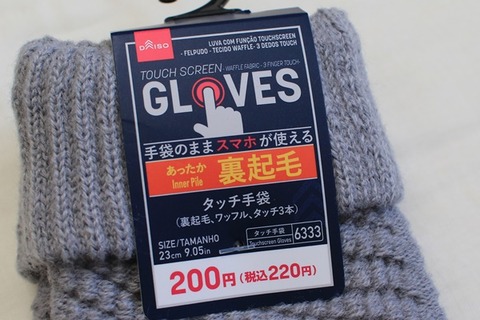 DAISO
LUVA COM FUNÇÃO TOUCHSCREEN
- FELPUDO - TECIDO WAFFLE - 3 DEDOS TOUCH
TOUCH SCREEN - WAFFLE FABRIC - 3 FINGER TOUCH -
GLOVES
手袋のままスマホが使える
あったか
Inner Pile
裏起毛
タッチ手袋
(裏起毛、ワッフル、タッチ3本)
SIZE/TAMANHO
23cm 9.05in
タッチ手袋
Touchscreen Gloves
6333
200円(税込220円)